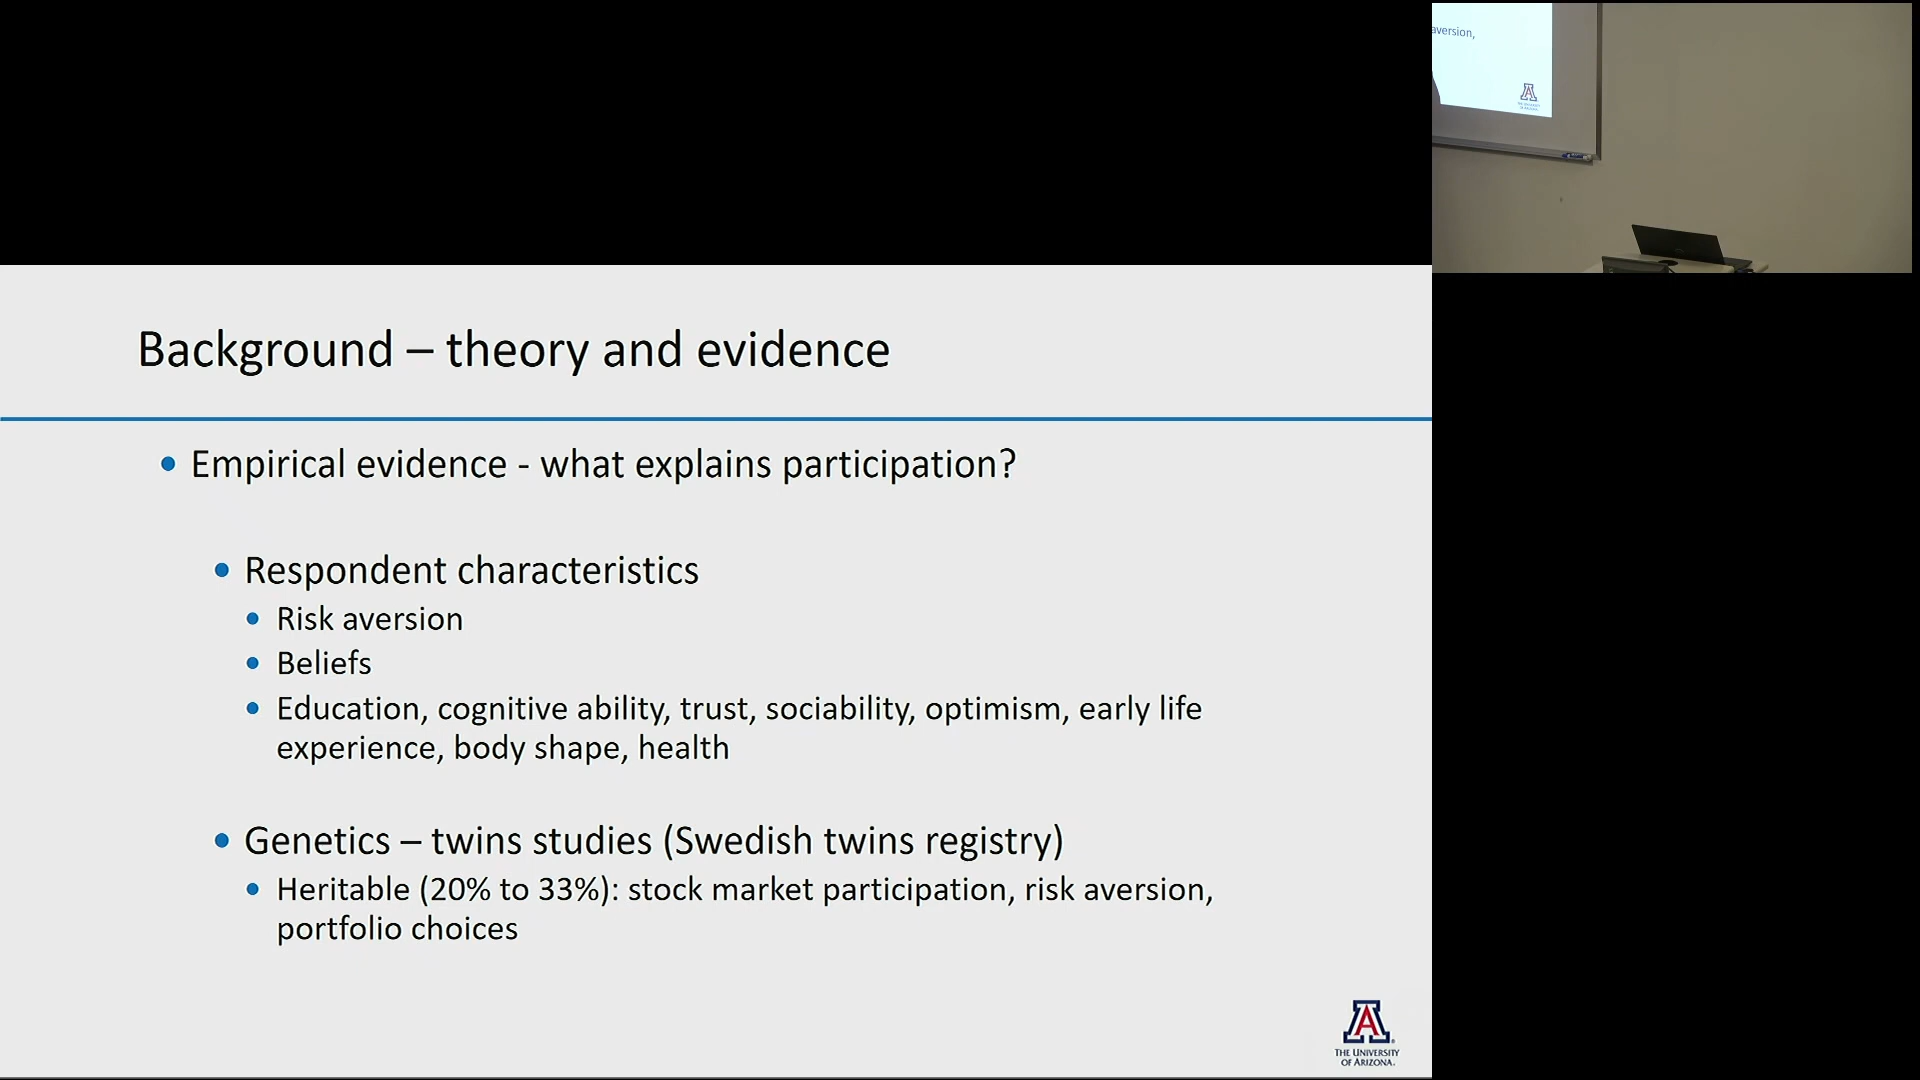 aversion,
Background – theory and evidence
• Empirical evidence - what explains participation?
• Respondent characteristics
• Risk aversion
• Beliefs
• Education, cognitive ability, trust, sociability, optimism, early life
experience, body shape, health
• Genetics – twins studies (Swedish twins registry)
• Heritable (20% to 33%): stock market participation, risk aversion,
portfolio choices
A
THE UNIVERSITY
OF ARIZONA.